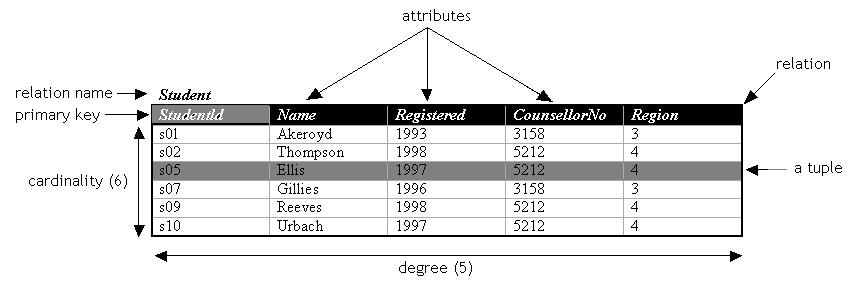 attributes
relation
relation name Student
primary key StudentId Name Registered CounsellorNo Region
s01 Akeroyd 1993 3158 3
s02 Thompson 1998 5212 4
s05 Ellis 1997 5212 4 a tuple
cardinality (6)
s07 Gillies 1996 3158 3
s09 Reeves 1998 5212 4
s10 Urbach 1997 5212 4
degree (5)